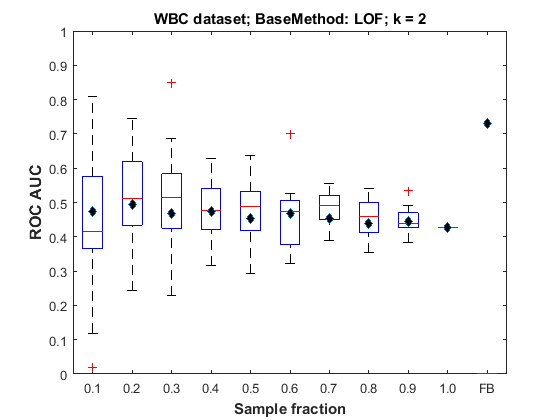 WBC dataset; BaseMethod: LOF; k = 2
1
0.9
0.8
0.7
0.6
0.5
0.4
0.3
0.2
0.1
0
ROC AUC
0.1 0.2 0.3 0.4 0.5 0.6 0.7 0.8 0.9 1.0 FB
Sample fraction